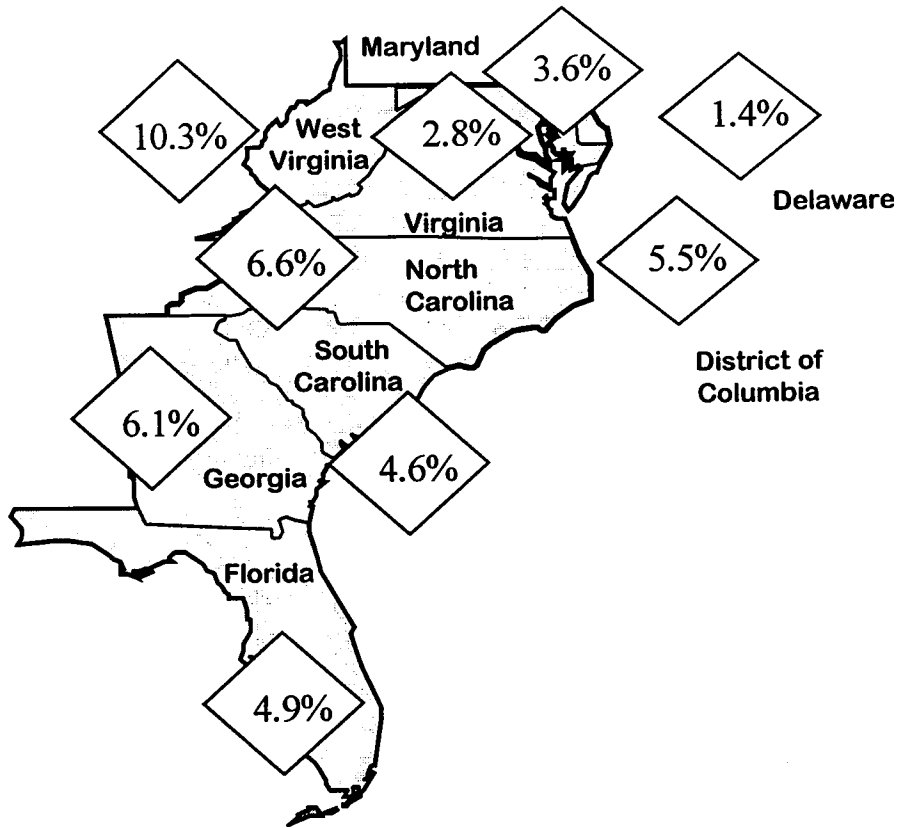 Maryland
3.6%
1.4%
10.3%
West
Virginia
2.8%
Delaware
Virginia
6.6%
North
Carolina
5.5%
South
Carolina
District of
Columbia
6.1%
4.6%
Georgia
Florida
4.9%